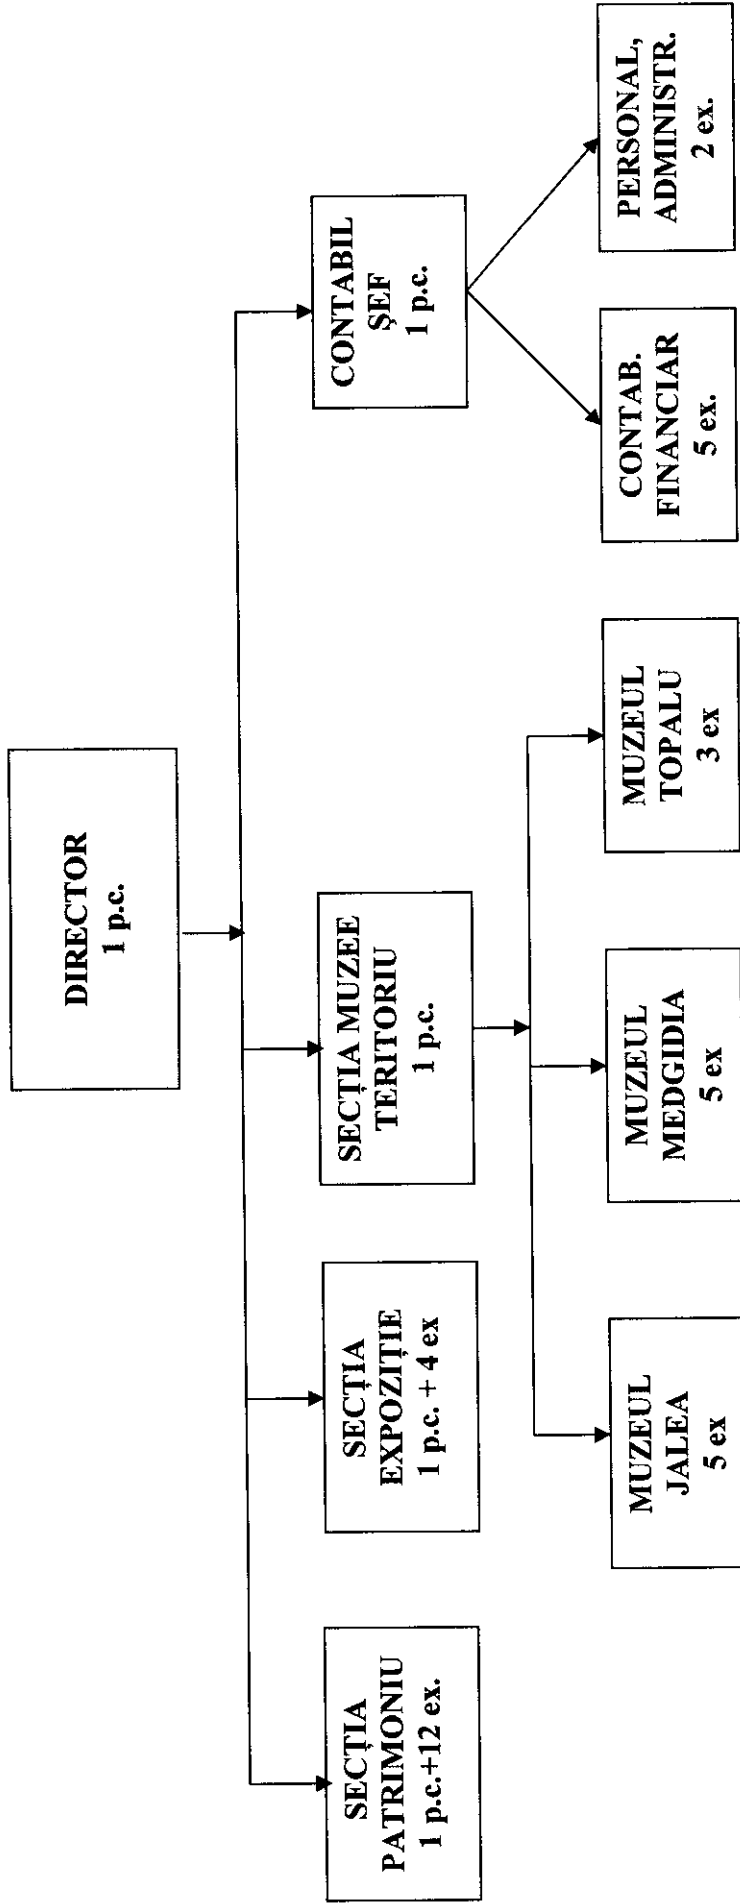 DIRECTOR
1 p.c.
SECȚIA
PATRIMONIU
1 p.c.+12 ex.
SECȚIA
EXPOZIȚIE
1 p.c. + 4 ex
SECȚIA MUZEE
TERITORIU
1 p.c.
CONTABIL
ȘEF
1 p.c.
MUZEUL
JALEA
5 ex
MUZEUL
MEDGIDIA
5 ex
MUZEUL
TOPALU
3 ex
CONTAB.
FINANCIAR
5 ex.
PERSONAL,
ADMINISTR.
2 ex.